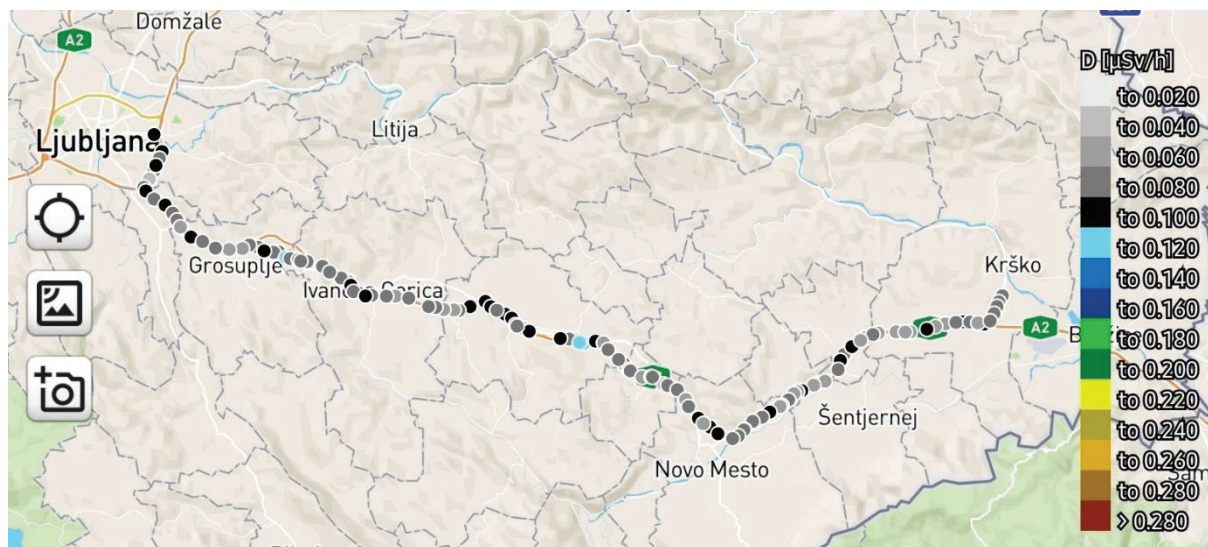 Domžale
A2
Ljubljana
Litija
Grosuplje
Ivančna Gorica
Krško
A2
Šentjernej
Novo Mesto
D [µSv/h]
to 0.020
to 0.040
to 0.060
to 0.080
to 0.100
to 0.120
to 0.140
to 0.160
to 0.180
to 0.200
to 0.220
to 0.240
to 0.260
to 0.280
> 0.280